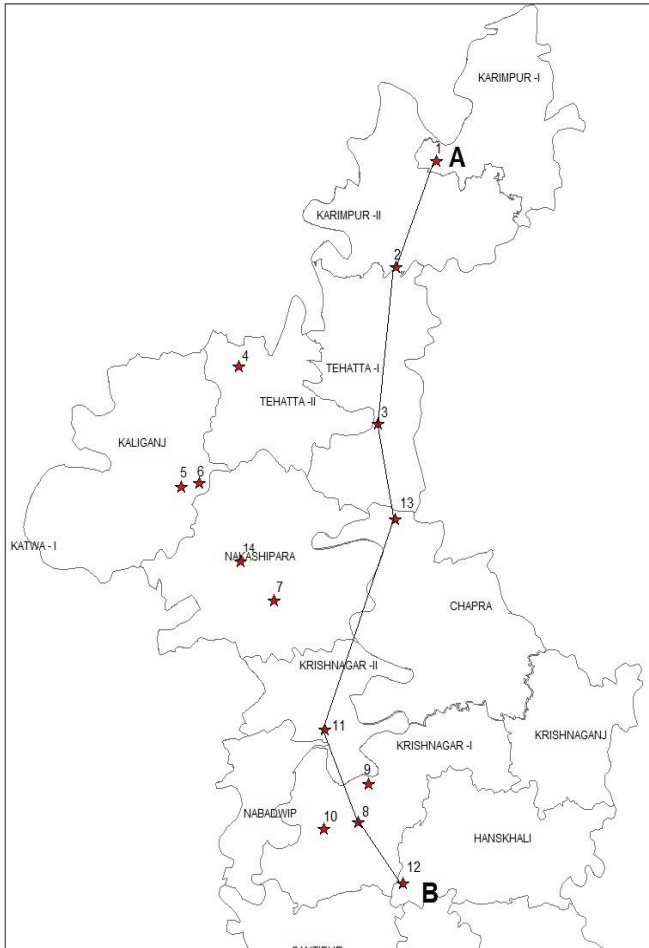 KARIMPUR -I
1
A
KARIMPUR -II
2
4
TEHATTA -I
TEHATTA -II
3
KALIGANJ
5
6
13
KATWA - I
14
NAKASHIPARA
7
CHAPRA
KRISHNAGAR -II
11
KRISHNAGANJ
KRISHNAGAR -I
9
NABADWIP
8
10
HANSKHALI
12
B